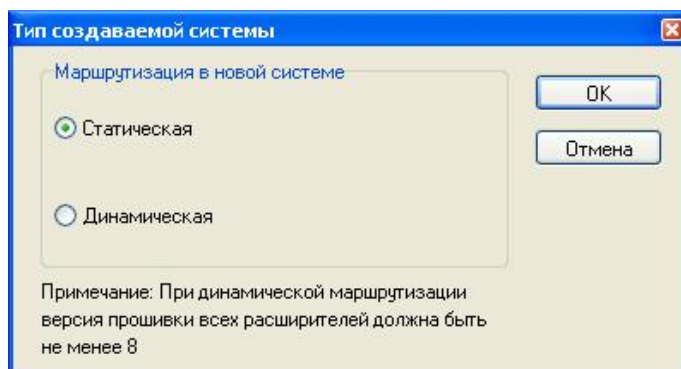 Тип создаваемой системы
Маршрутизация в новой системе
OK
Статическая
Отмена
Динамическая
Примечание: При динамической маршрутизации
версия прошивки всех расширителей должна быть
не менее 8